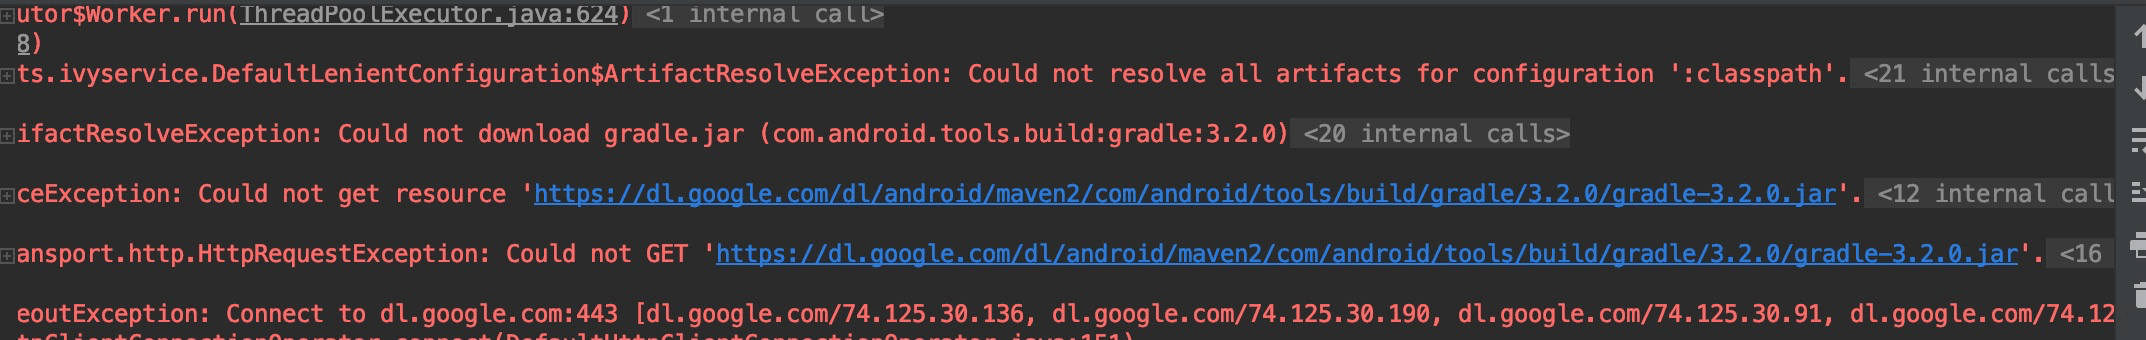 utor$Worker.run(ThreadPoolExecutor.java:624) <1 internal call>
8)
ts.ivyservice.DefaultLenientConfiguration$ArtifactResolveException: Could not resolve all artifacts for configuration ':classpath'. <21 internal calls
ifactResolveException: Could not download gradle.jar (com.android.tools.build:gradle:3.2.0) <20 internal calls>
ceException: Could not get resource 'https://dl.google.com/dl/android/maven2/com/android/tools/build/gradle/3.2.0/gradle-3.2.0.jar'. <12 internal call
ansport.http.HttpRequestException: Could not GET 'https://dl.google.com/dl/android/maven2/com/android/tools/build/gradle/3.2.0/gradle-3.2.0.jar'. <16
eoutException: Connect to dl.google.com:443 [dl.google.com/74.125.30.136, dl.google.com/74.125.30.190, dl.google.com/74.125.30.91, dl.google.com/74.12
tpClientConnectionOperator.connect(DefaultHttpClientConnectionOperator.java:151)